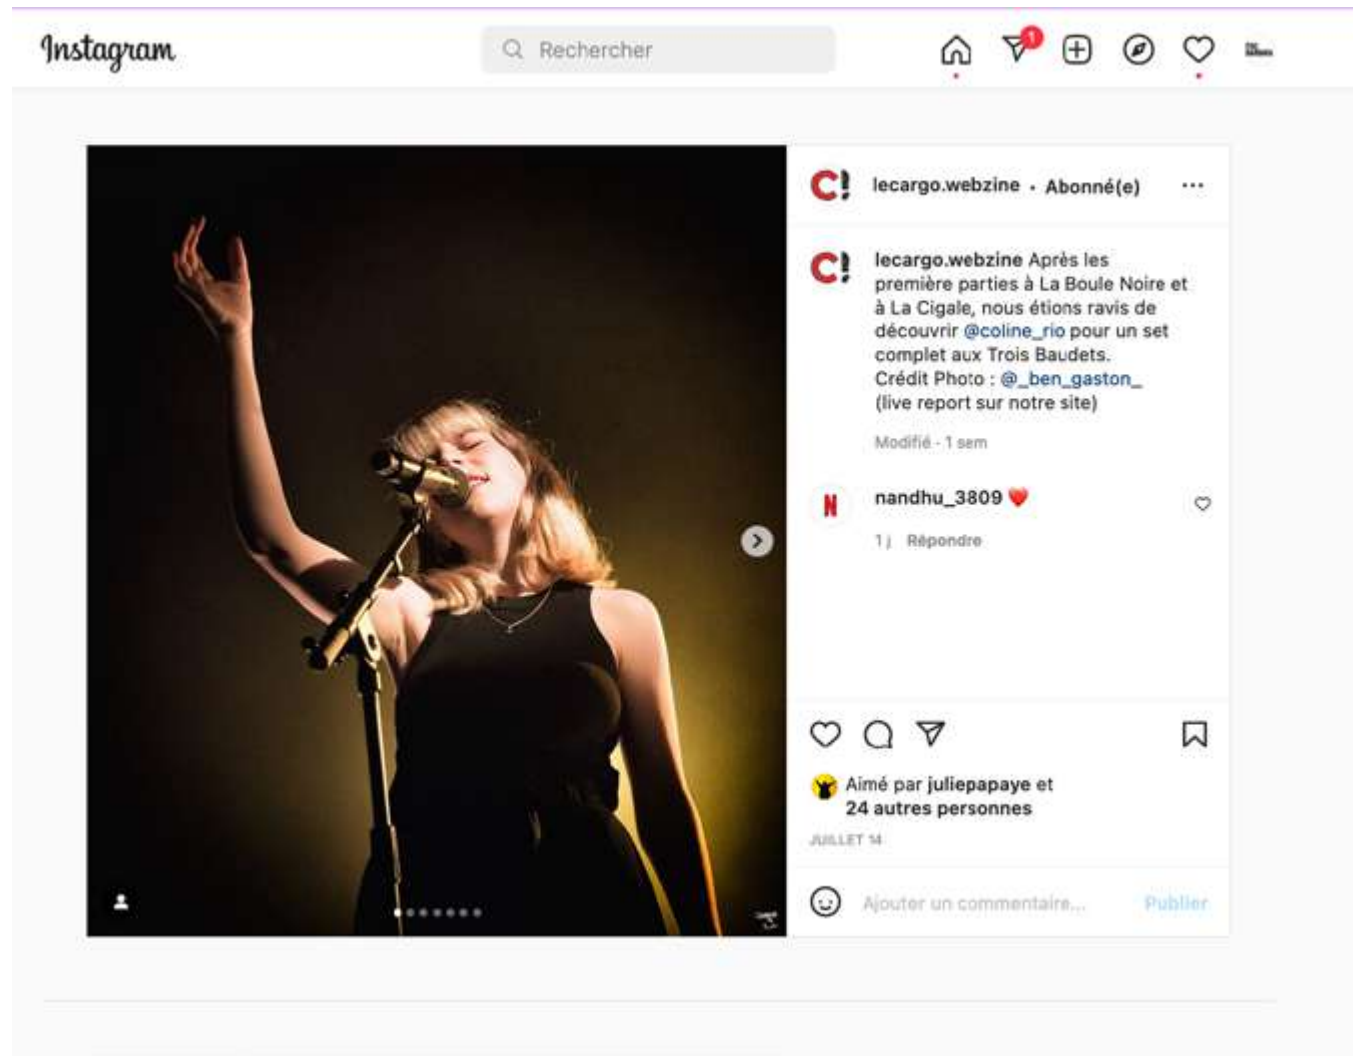 Instagram
Rechercher
1
C!
lecargo.webzine • Abonné(e)
C!
lecargo.webzine Après les
première parties à La Boule Noire et
à La Cigale, nous étions ravis de
découvrir @coline_rio pour un set
complet aux Trois Baudets.
Crédit Photo : @_ben_gaston_
(live report sur notre site)
Modifié · 1 sem
N
nandhu_3809 ❤️
1 j Répondre
Aimé par juliepapaye et
24 autres personnes
JUILLET 14
Ajouter un commentaire...
Publier